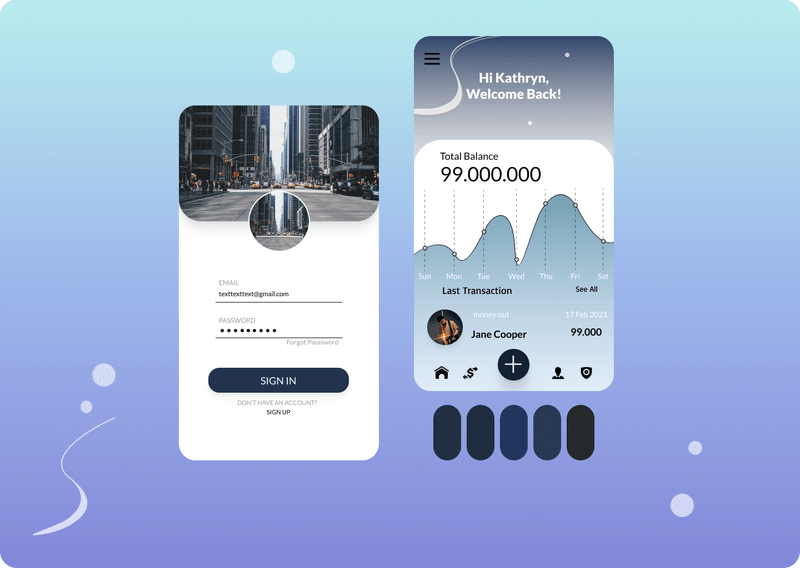 EMAIL
texttexttext@gmail.com
PASSWORD
Forgot Passsword
SIGN IN
DON'T HAVE AN ACCOUNT?
SIGN UP
Hi Kathryn,
Welcome Back!
Total Balance
99.000.000
Sun Mon Tue Wed Thu Fri Sat
Last Transaction See All
money out 17 Feb 2021
Jane Cooper 99.000